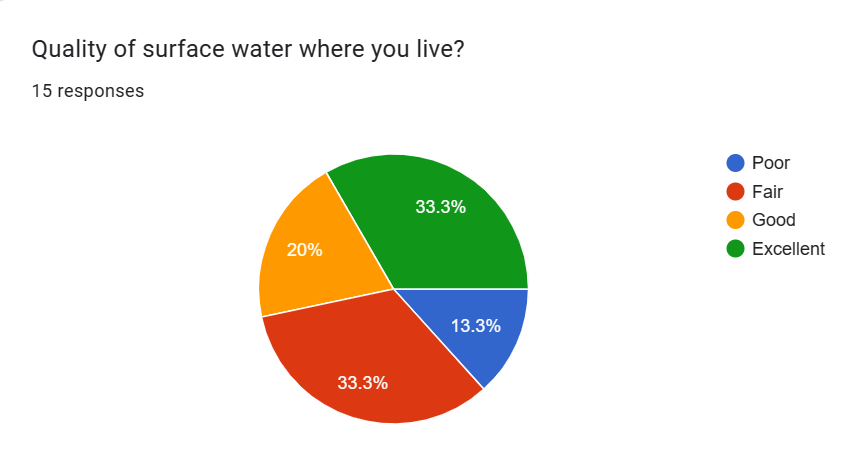 Quality of surface water where you live?
15 responses
33.3%
20%
13.3%
33.3%
Poor
Fair
Good
Excellent